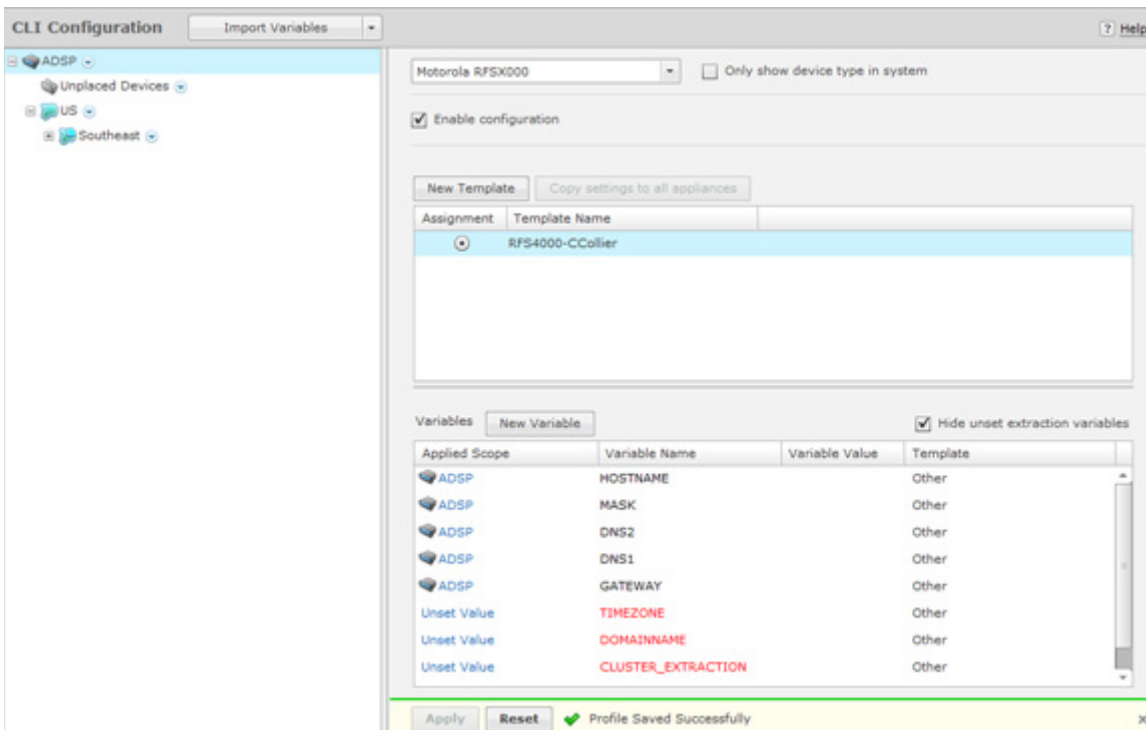 CLI Configuration
Import Variables
? Help
ADSP
Unplaced Devices
US
Southeast
Motorola RFSX000
Only show device type in system
Enable configuration
New Template
Copy settings to all appliances
Assignment Template Name
RFS4000-CCollier
Variables
New Variable
Hide unset extraction variables
Applied Scope Variable Name Variable Value Template
ADSP HOSTNAME Other
ADSP MASK Other
ADSP DNS2 Other
ADSP DNS1 Other
ADSP GATEWAY Other
Unset Value TIMEZONE Other
Unset Value DOMAINNAME Other
Unset Value CLUSTER_EXTRACTION Other
Apply Reset Profile Saved Successfully x